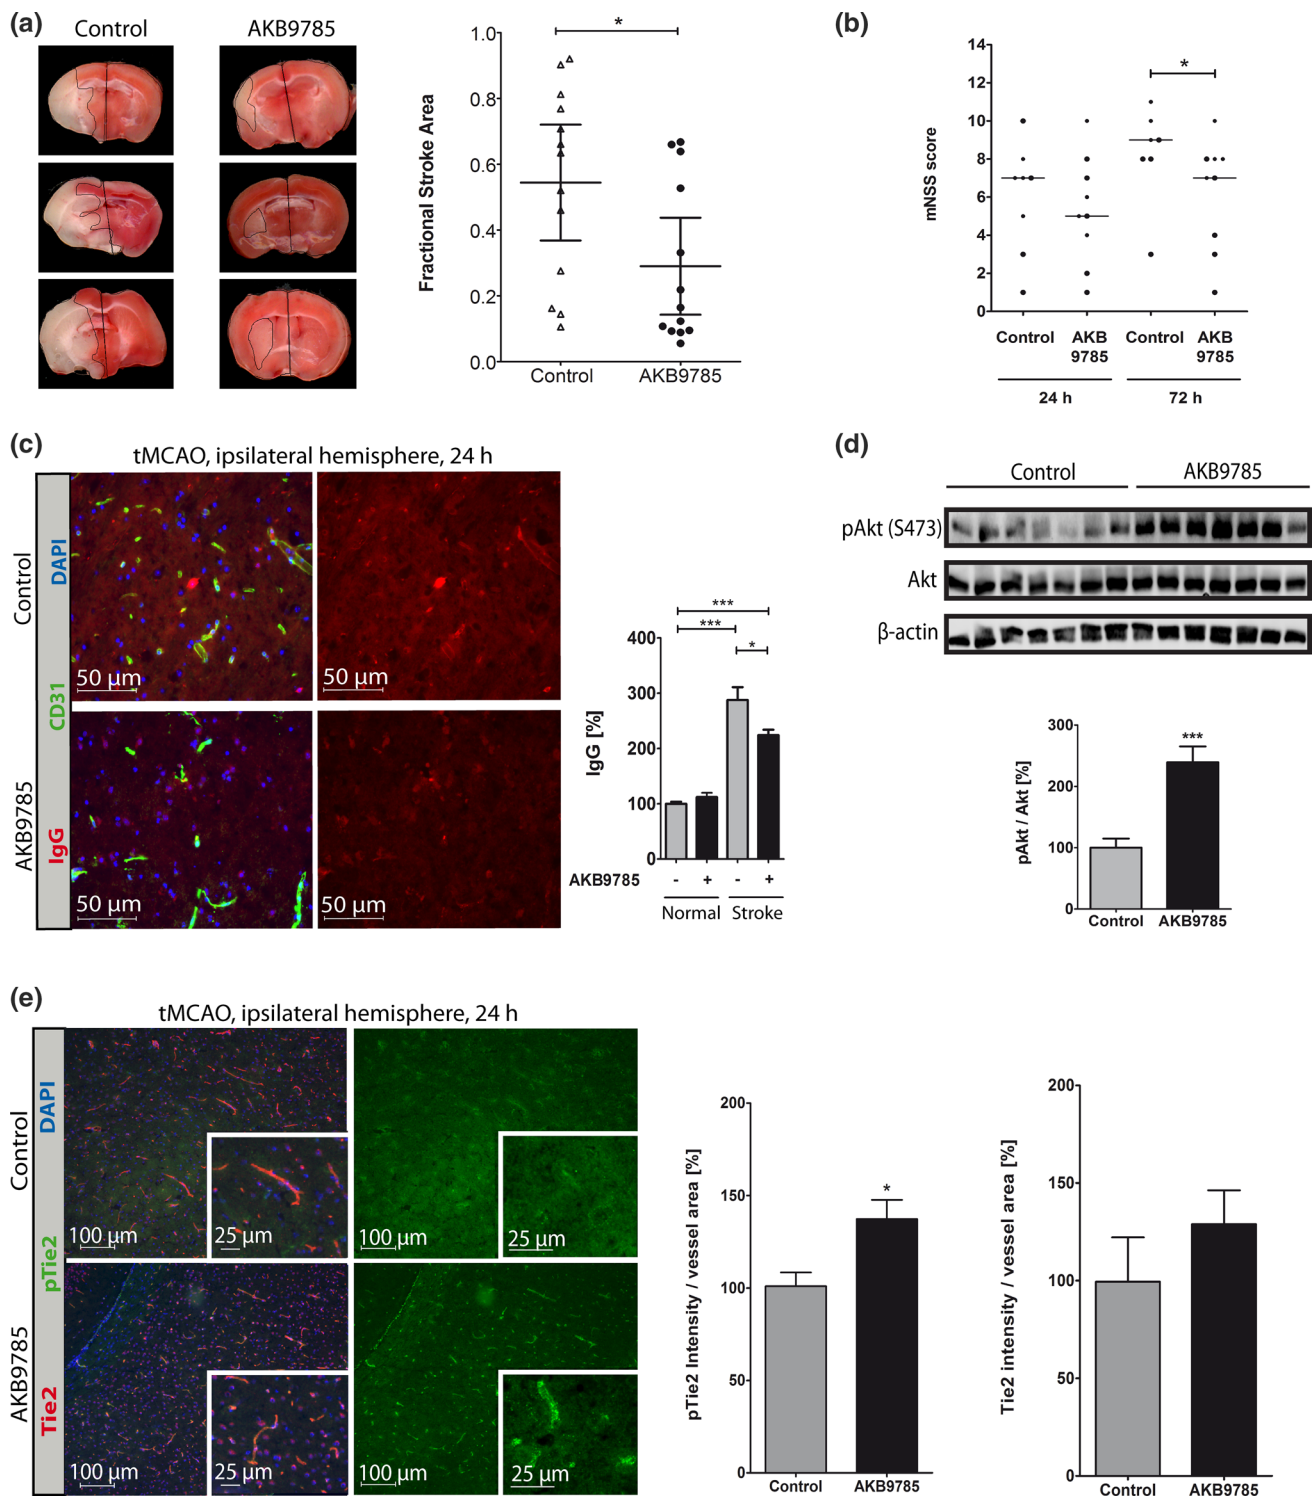 (a)
Control
AKB9785
Fractional Stroke Area
1.0
0.8
0.6
0.4
0.2
0.0
*
Control
AKB9785
(b)
mNSS score
14
12
10
8
6
4
2
0
*
Control
AKB
9785
Control
AKB
9785
24 h
72 h
(c)
tMCAO, ipsilateral hemisphere, 24 h
Control
AKB9785
DAPI
CD31
IgG
50 µm
50 µm
50 µm
50 µm
IgG [%]
400
300
200
100
0
***
***
*
AKB9785
- + - +
Normal
Stroke
(d)
Control
AKB9785
pAkt (S473)
Akt
β-actin
pAkt / Akt [%]
300
200
100
0
***
Control
AKB9785
(e)
tMCAO, ipsilateral hemisphere, 24 h
Control
AKB9785
DAPI
pTie2
Tie2
100 µm
25 µm
100 µm
25 µm
100 µm
25 µm
100 µm
25 µm
pTie2 Intensity / vessel area [%]
200
150
100
50
0
*
Control
AKB9785
Tie2 intensity / vessel area [%]
200
150
100
50
0
Control
AKB9785